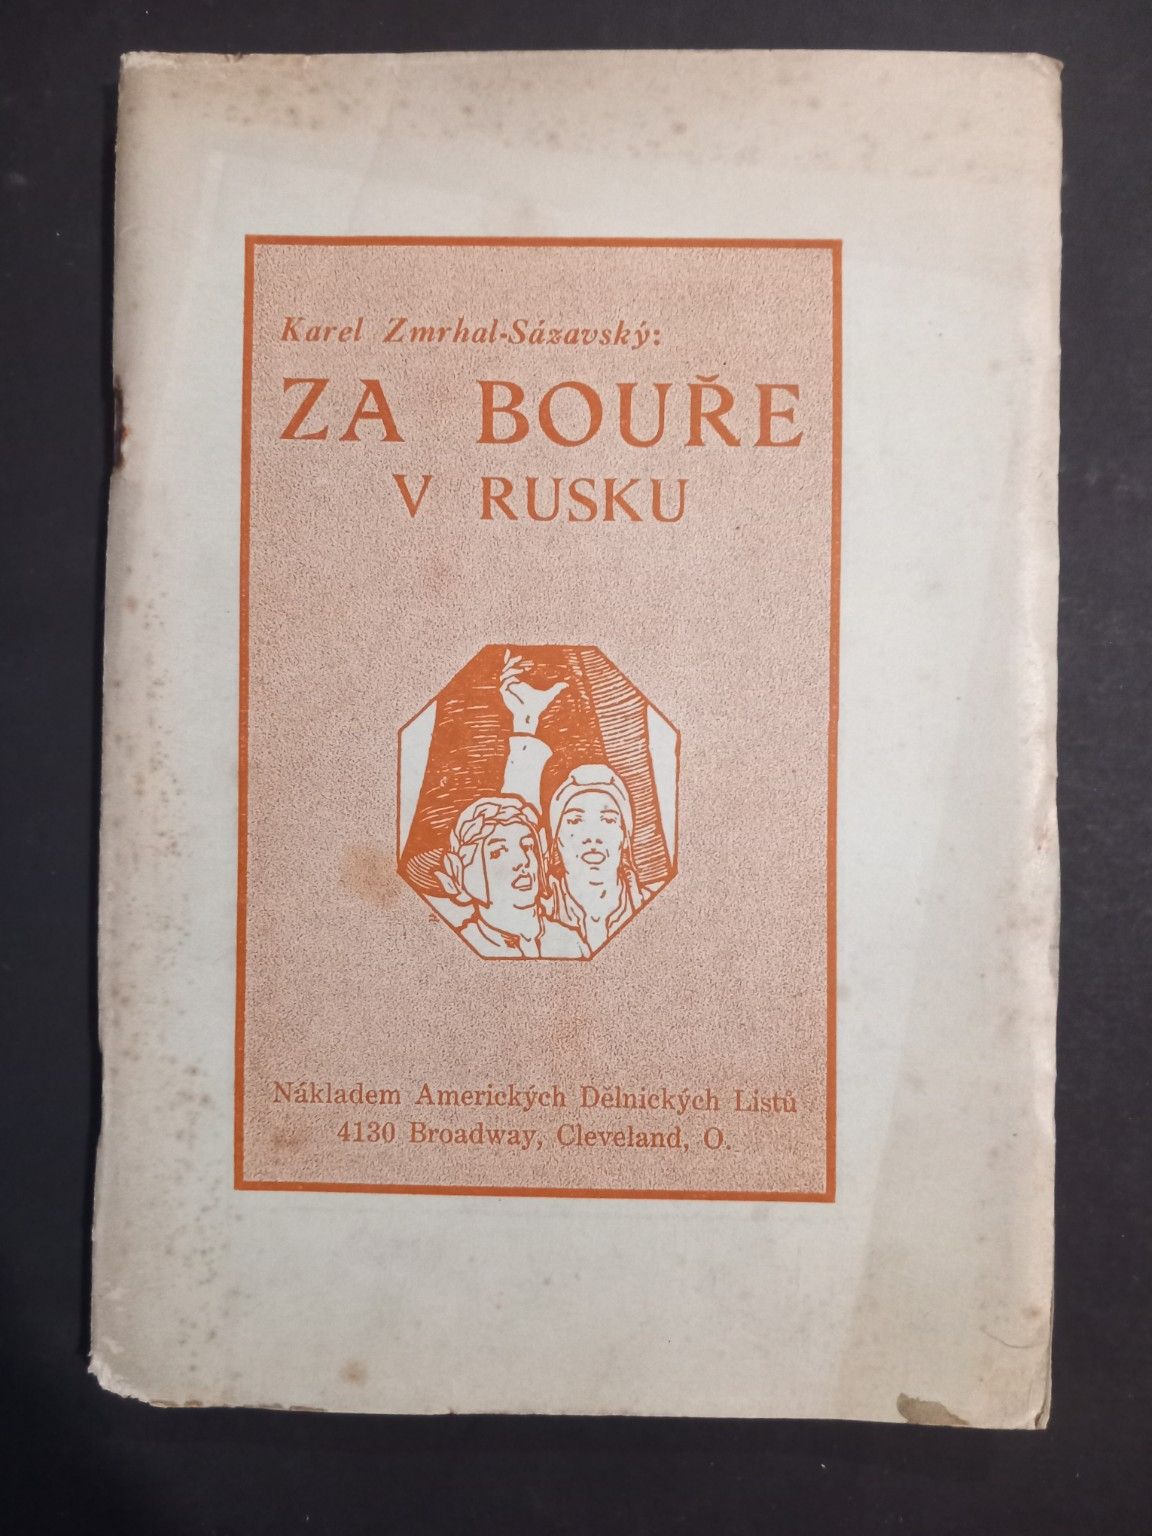 Karel Zmrhal-Sázavský:
ZA BOUŘE
V RUSKU
Nákladem Amerických Dělnických Listů
4130 Broadway, Cleveland, O.